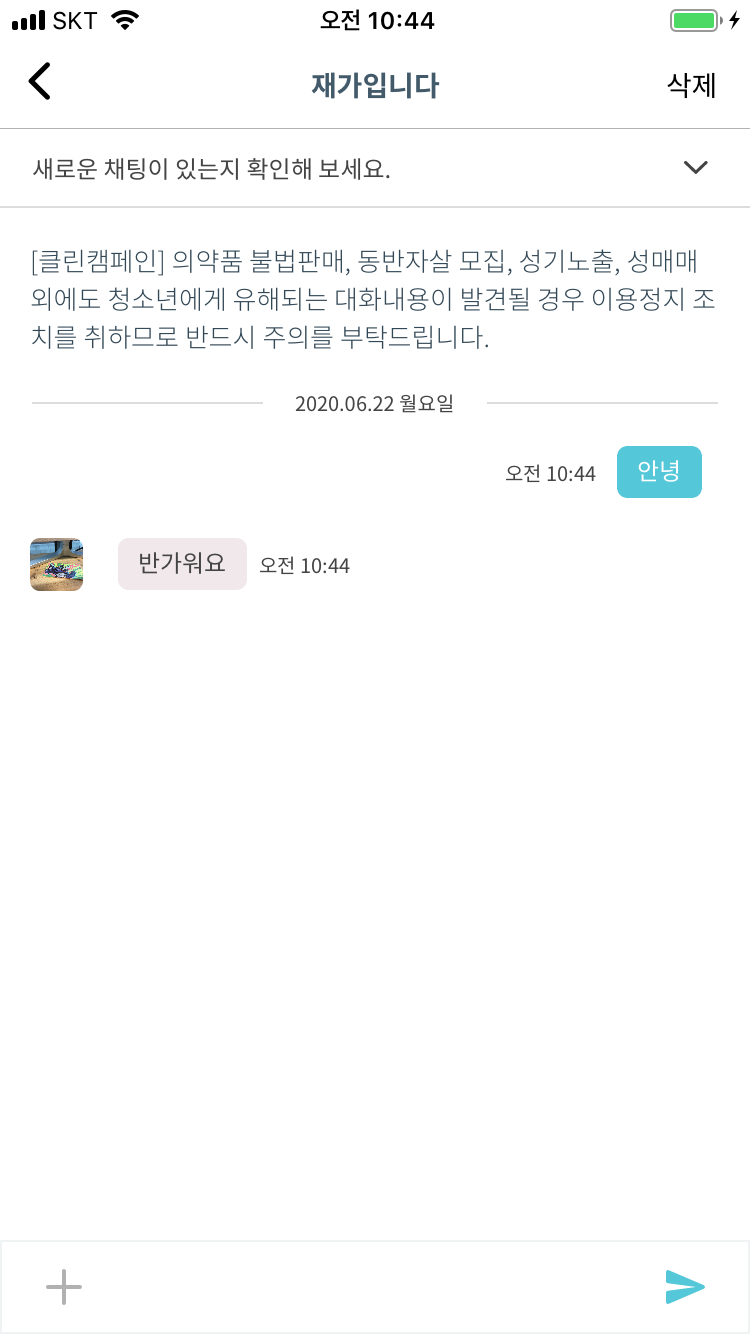 SKT 오전 10:44
재가입니다 삭제
새로운 채팅이 있는지 확인해 보세요.
[클린캠페인] 의약품 불법판매, 동반자살 모집, 성기노출, 성매매
외에도 청소년에게 유해되는 대화내용이 발견될 경우 이용정지 조
치를 취하므로 반드시 주의를 부탁드립니다.
2020.06.22 월요일
오전 10:44 안녕
반가워요 오전 10:44